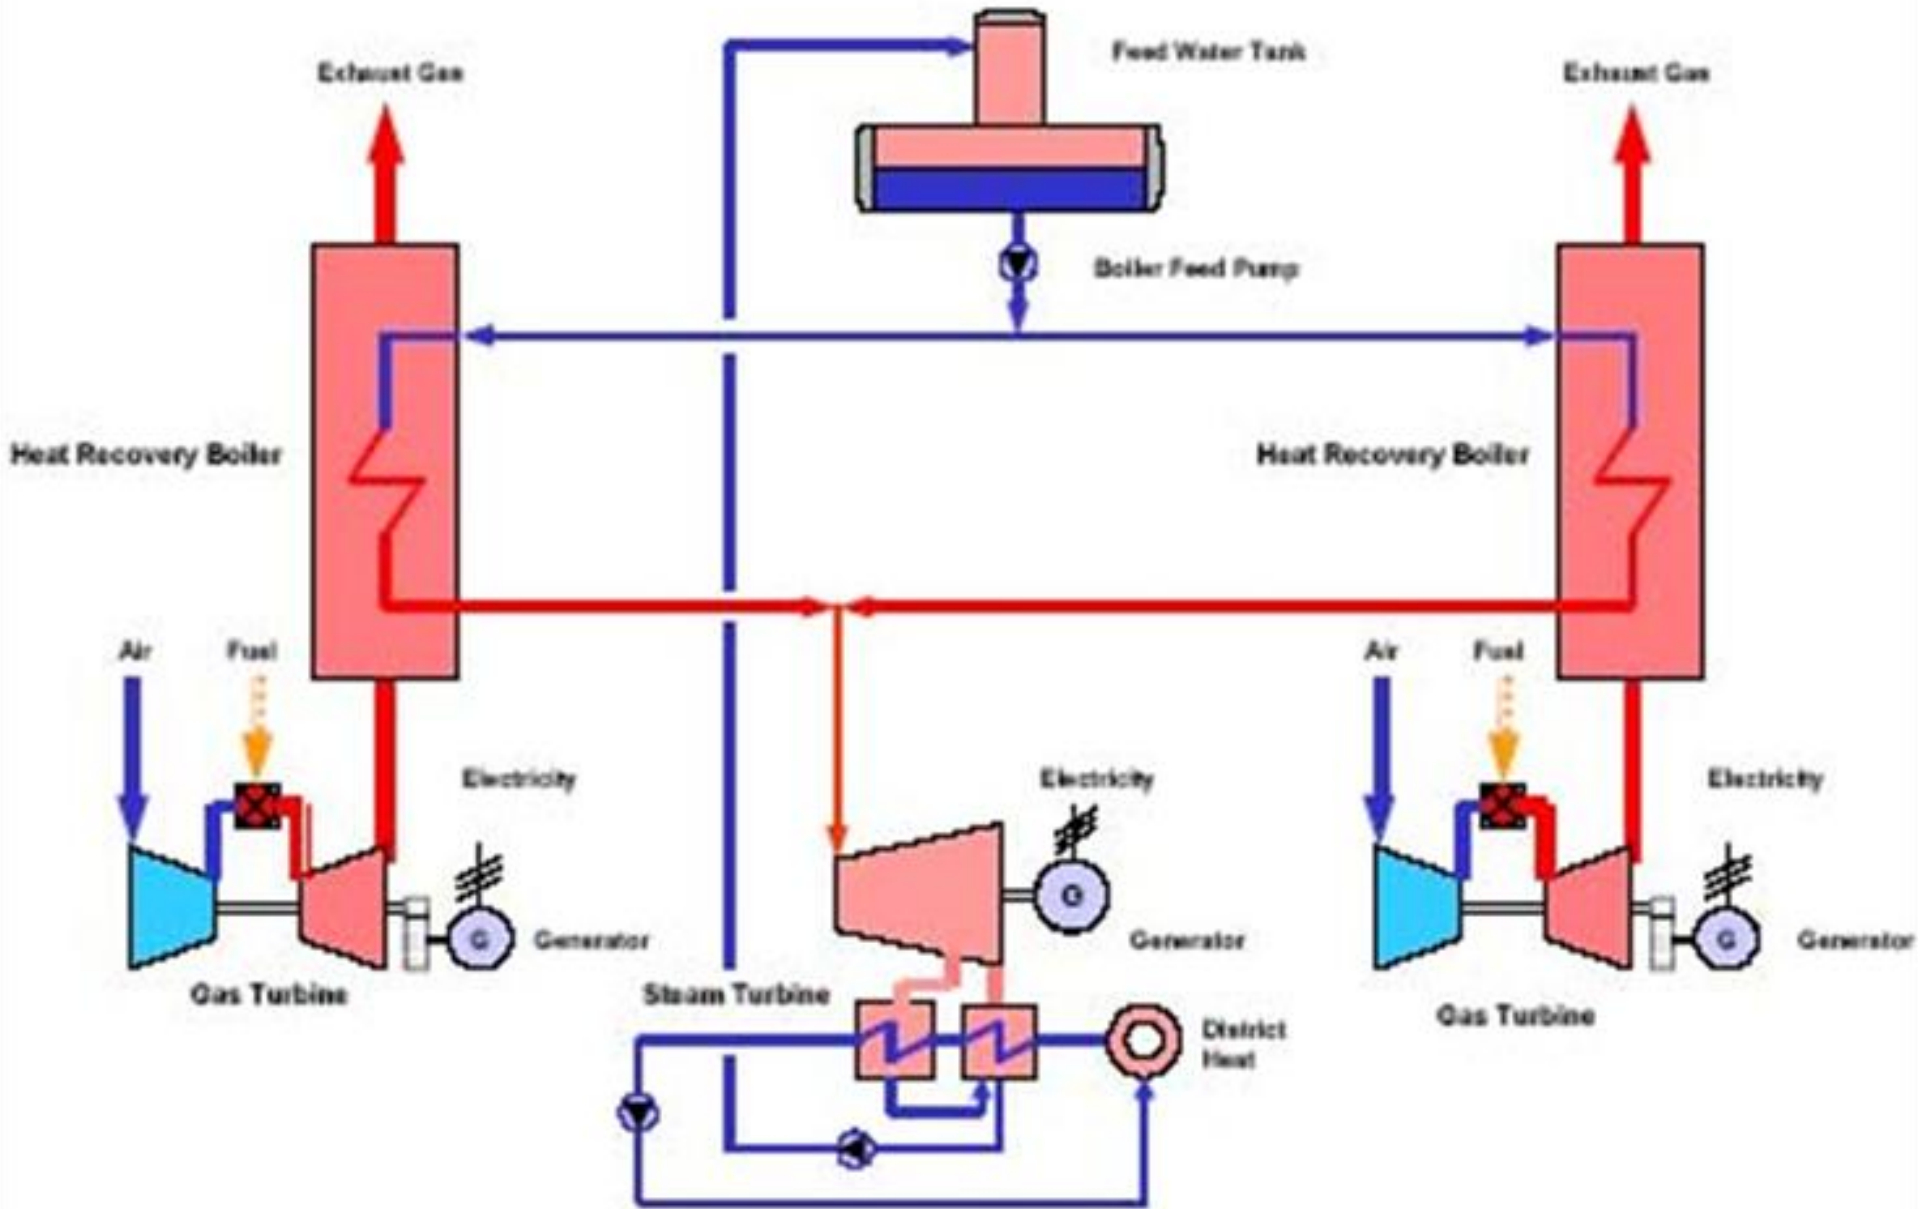 Feed Water Tank
Exhaust Gas
Exhaust Gas
Boiler Feed Pump
Heat Recovery Boiler
Heat Recovery Boiler
Air
Fuel
Air
Fuel
Electricity
Electricity
Electricity
G
G
G
Generator
Generator
Generator
Gas Turbine
Steam Turbine
Gas Turbine
District
Heat